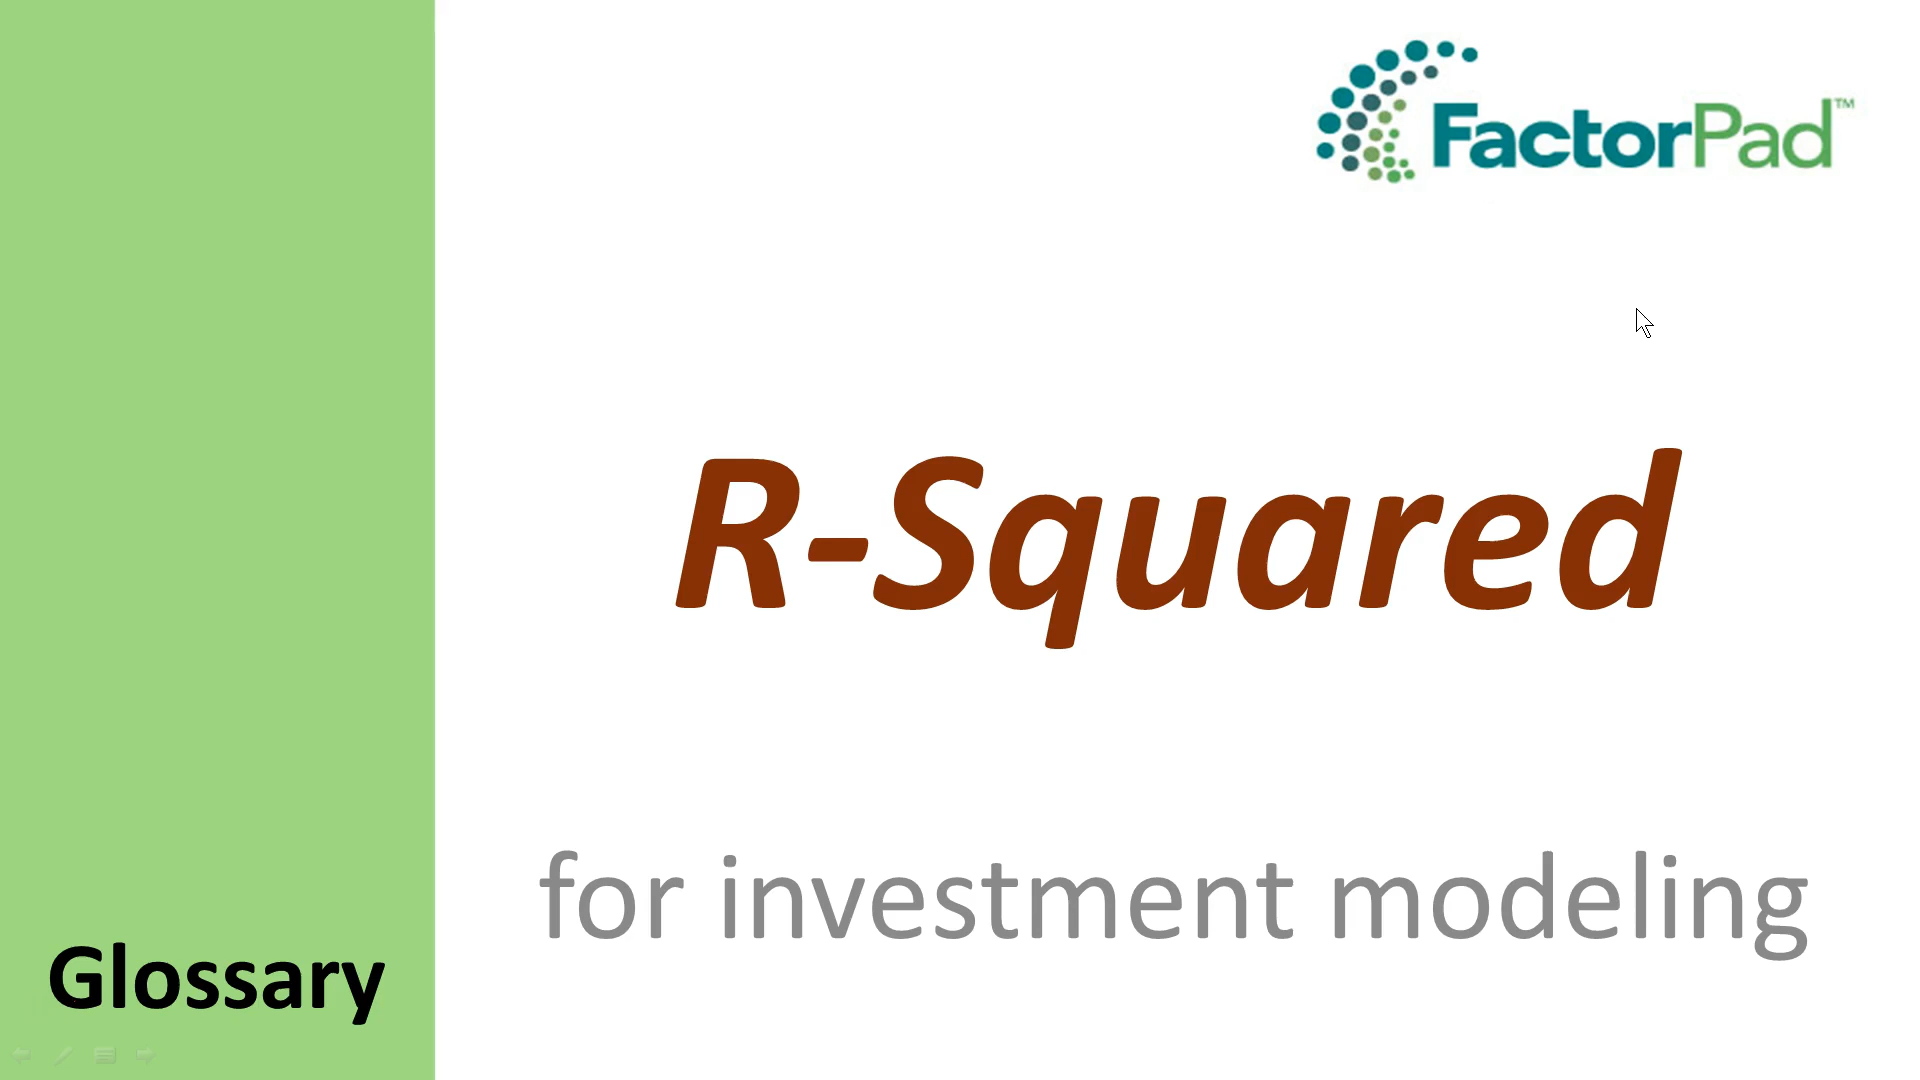 FactorPad™
R-Squared
for investment modeling
Glossary